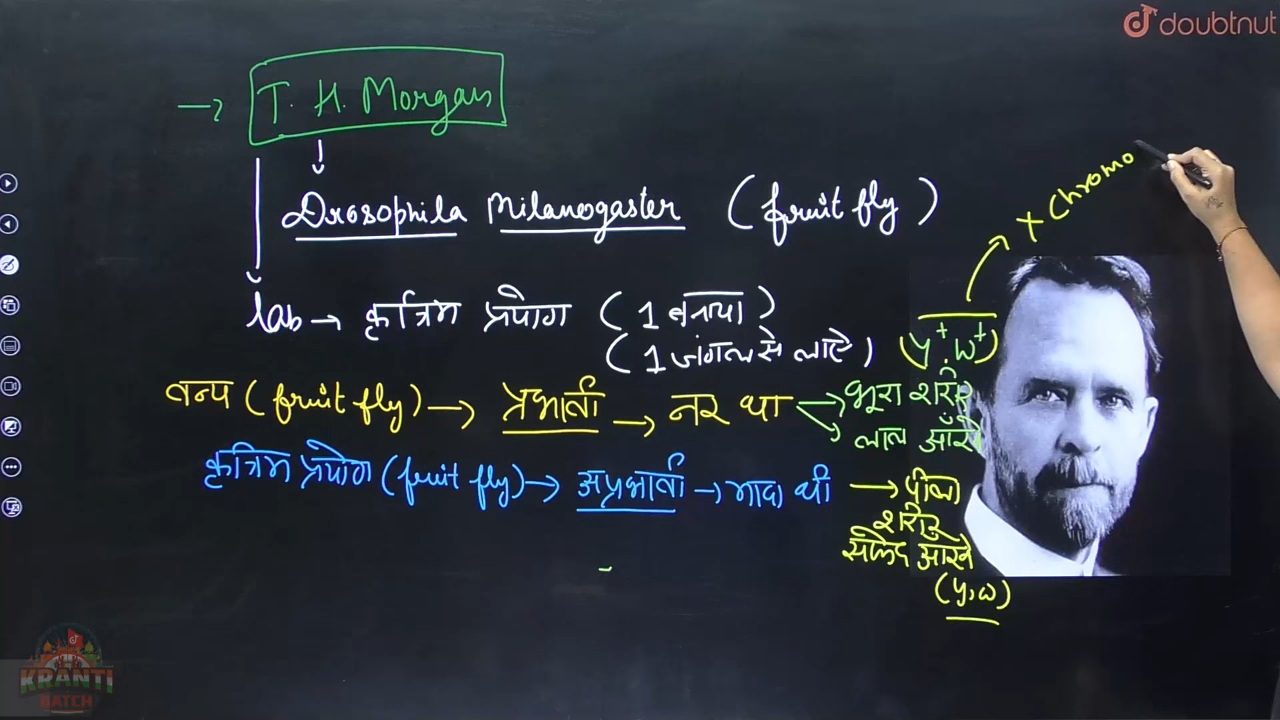 doubtnut
→ T. H. Morgan
Drosophila Milanogaster (fruit fly)
X Chromo
lab → कृत्रिम प्रयोग (1 बनाया)
(1 जंगल से लाए)
(y⁺, w⁺)
वन्य (fruit fly) → प्रभावी → नर था → भूरा शरीर
लाल आँखे
कृत्रिम प्रयोग (fruit fly) → अप्रभावी → मादा थी → पीला
शरीर
सफेद आंखे
(y, w)
KRANTI
BATCH